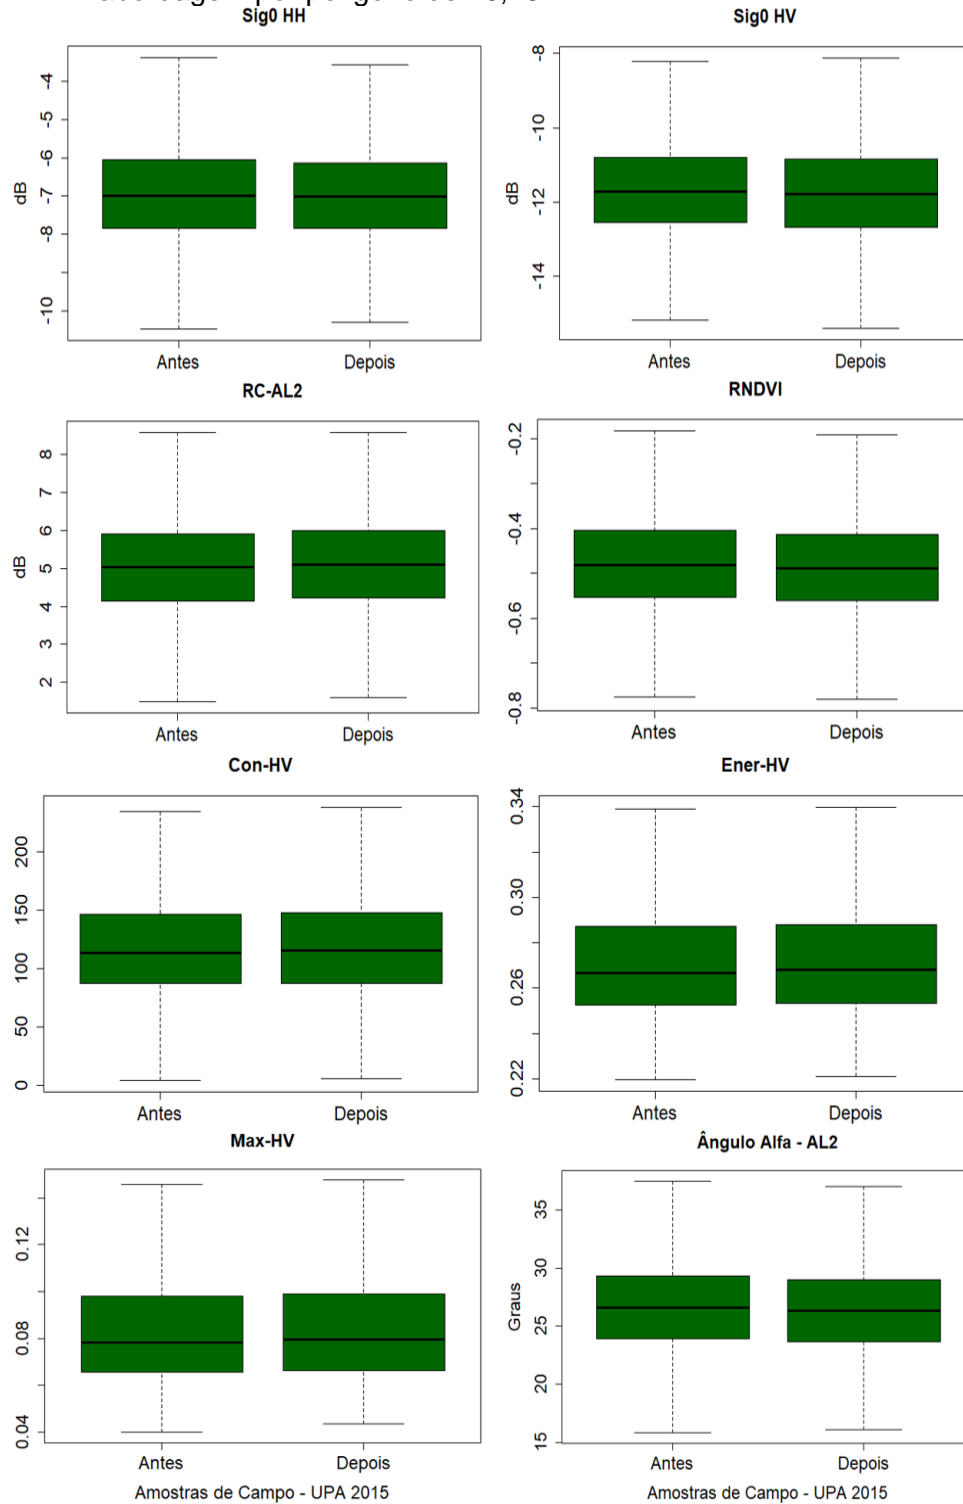 Sig0 HH
-4
-5
-6
-7
-8
-10
dB
Antes Depois
Sig0 HV
-8
-10
-12
-14
dB
Antes Depois
RC-AL2
8
7
6
5
4
3
2
dB
Antes Depois
RNDVI
-0.2
-0.4
-0.6
-0.8
Antes Depois
Con-HV
200
150
100
50
0
Antes Depois
Ener-HV
0.34
0.30
0.26
0.22
Antes Depois
Max-HV
0.12
0.08
0.04
Antes Depois
Amostras de Campo - UPA 2015
Ângulo Alfa - AL2
35
30
25
20
15
Graus
Antes Depois
Amostras de Campo - UPA 2015